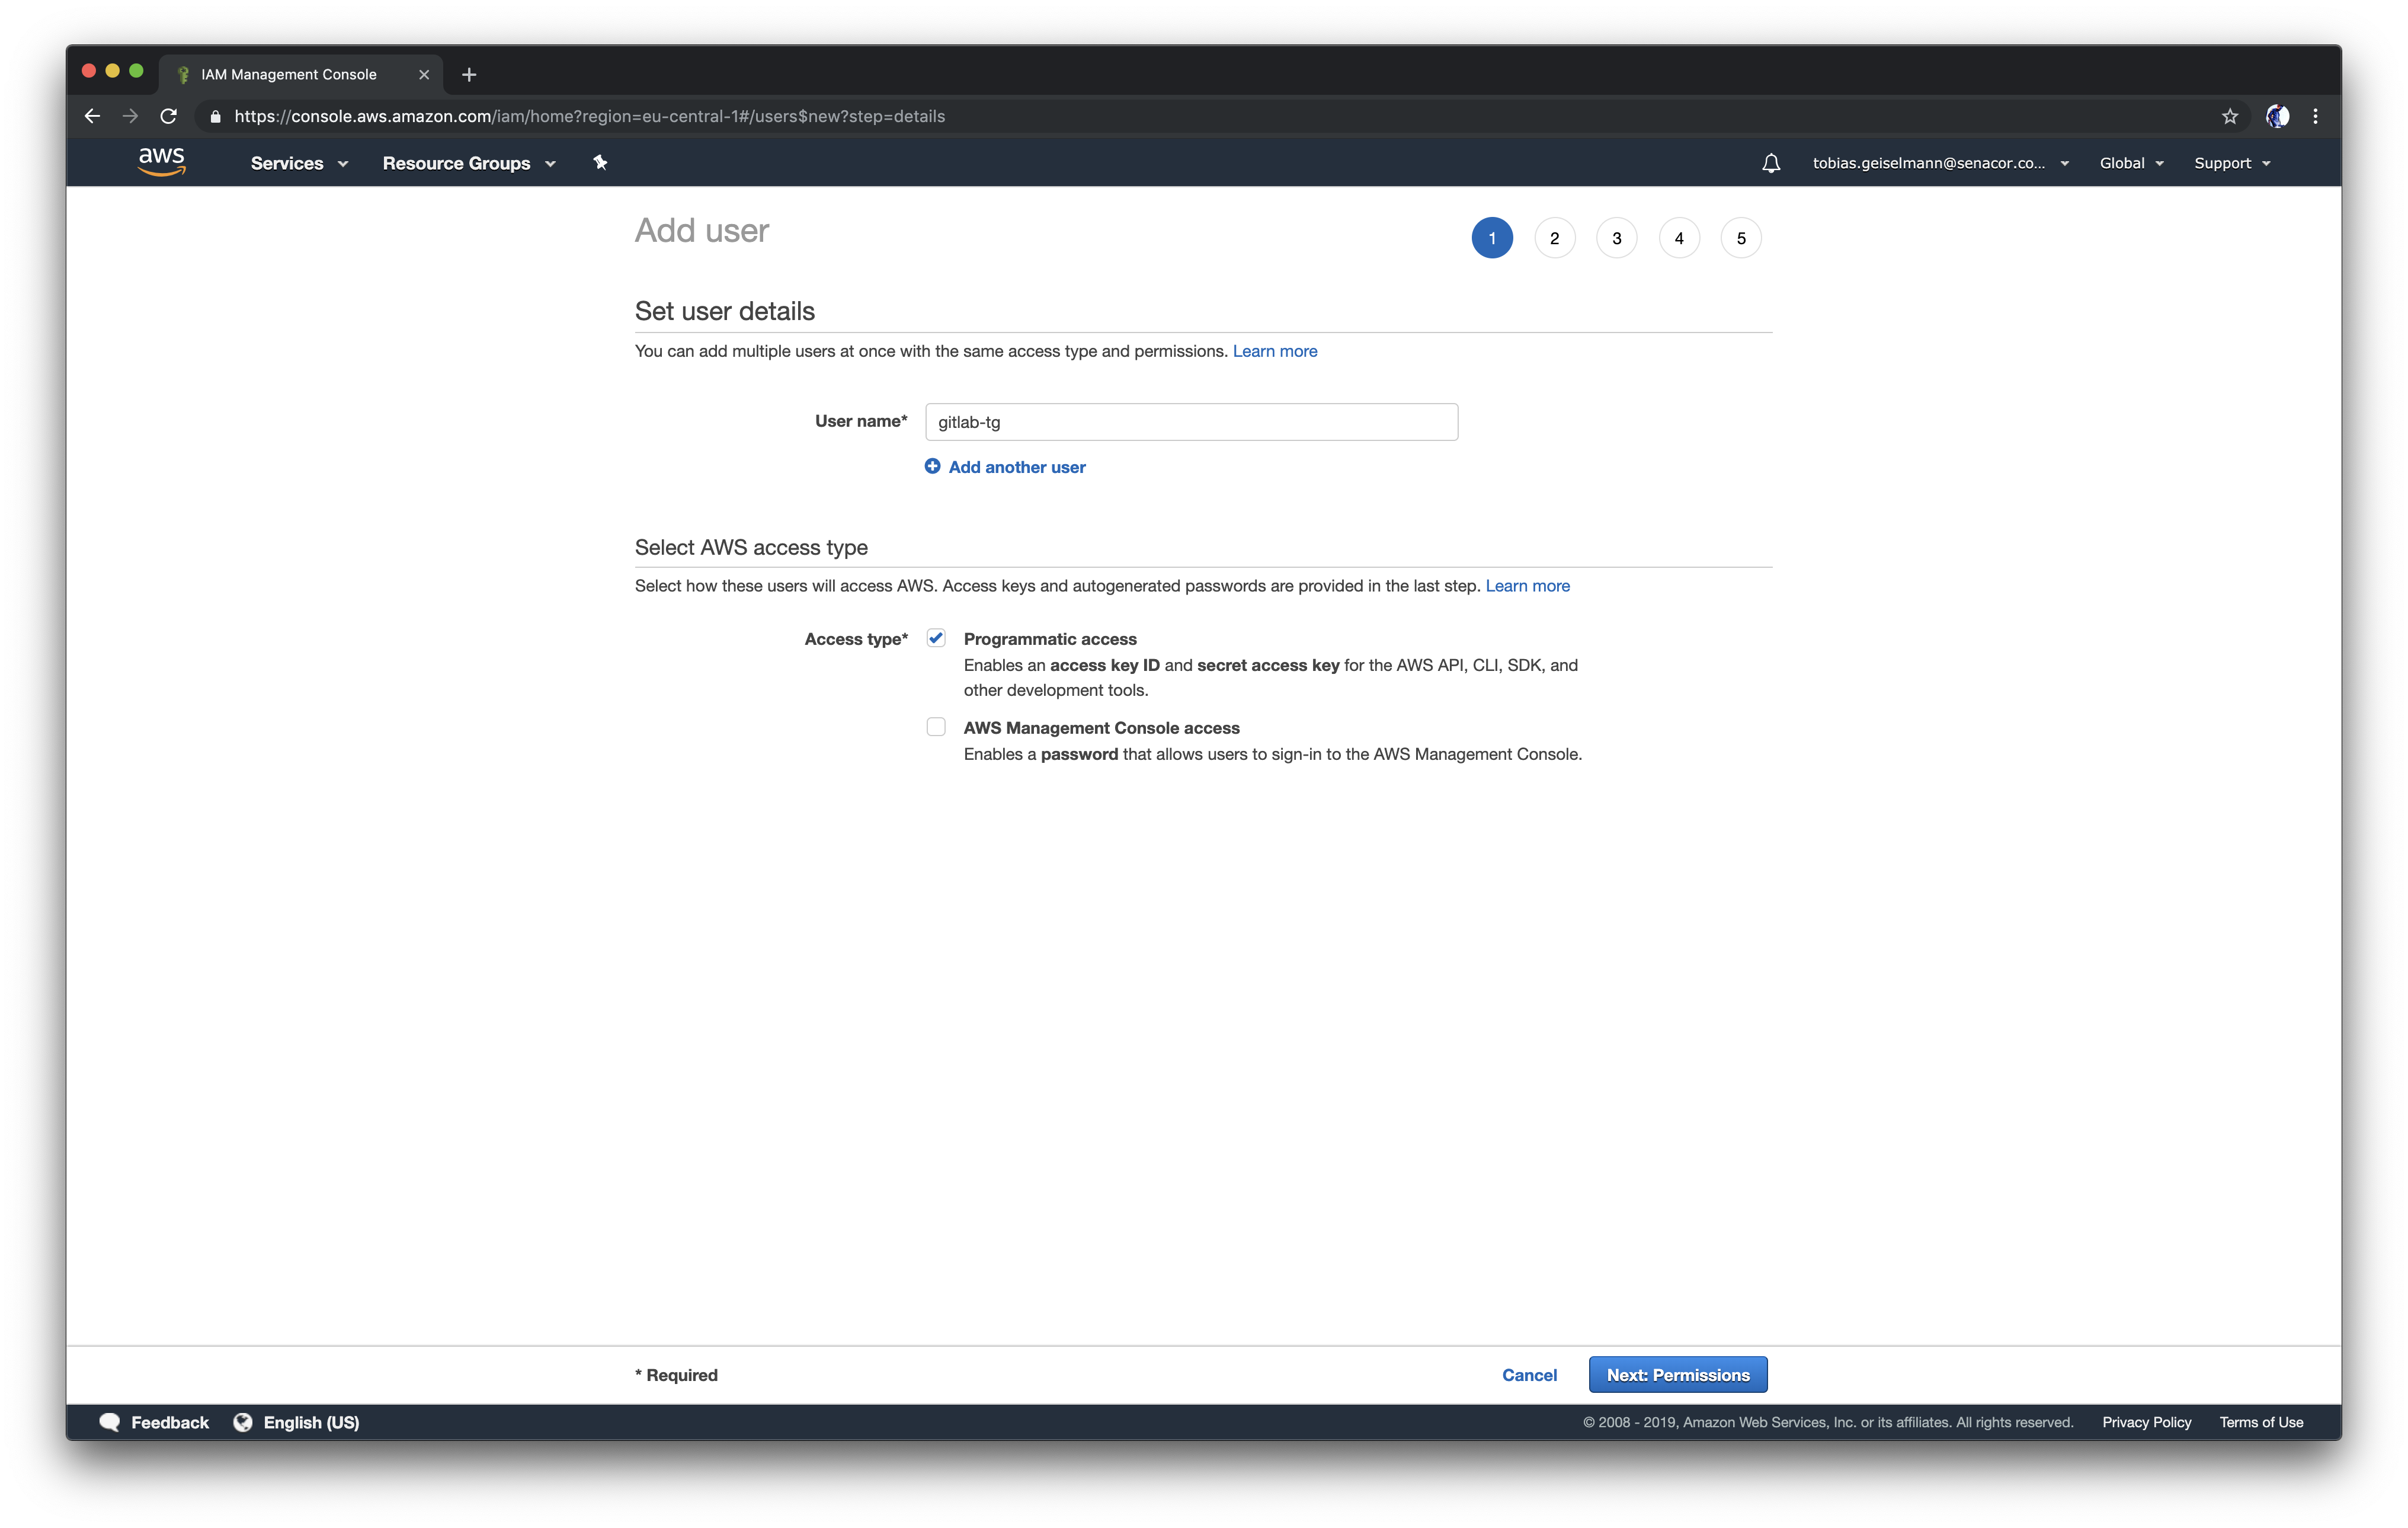 IAM Management Console
https://console.aws.amazon.com/iam/home?region=eu-central-1#/users$new?step=details
aws Services Resource Groups tobias.geiselmann@senacor.co... Global Support
Add user 1 2 3 4 5
Set user details
You can add multiple users at once with the same access type and permissions. Learn more
User name* gitlab-tg
Add another user
Select AWS access type
Select how these users will access AWS. Access keys and autogenerated passwords are provided in the last step. Learn more
Access type* Programmatic access
Enables an access key ID and secret access key for the AWS API, CLI, SDK, and
other development tools.
AWS Management Console access
Enables a password that allows users to sign-in to the AWS Management Console.
* Required Cancel Next: Permissions
Feedback English (US) © 2008 - 2019, Amazon Web Services, Inc. or its affiliates. All rights reserved. Privacy Policy Terms of Use